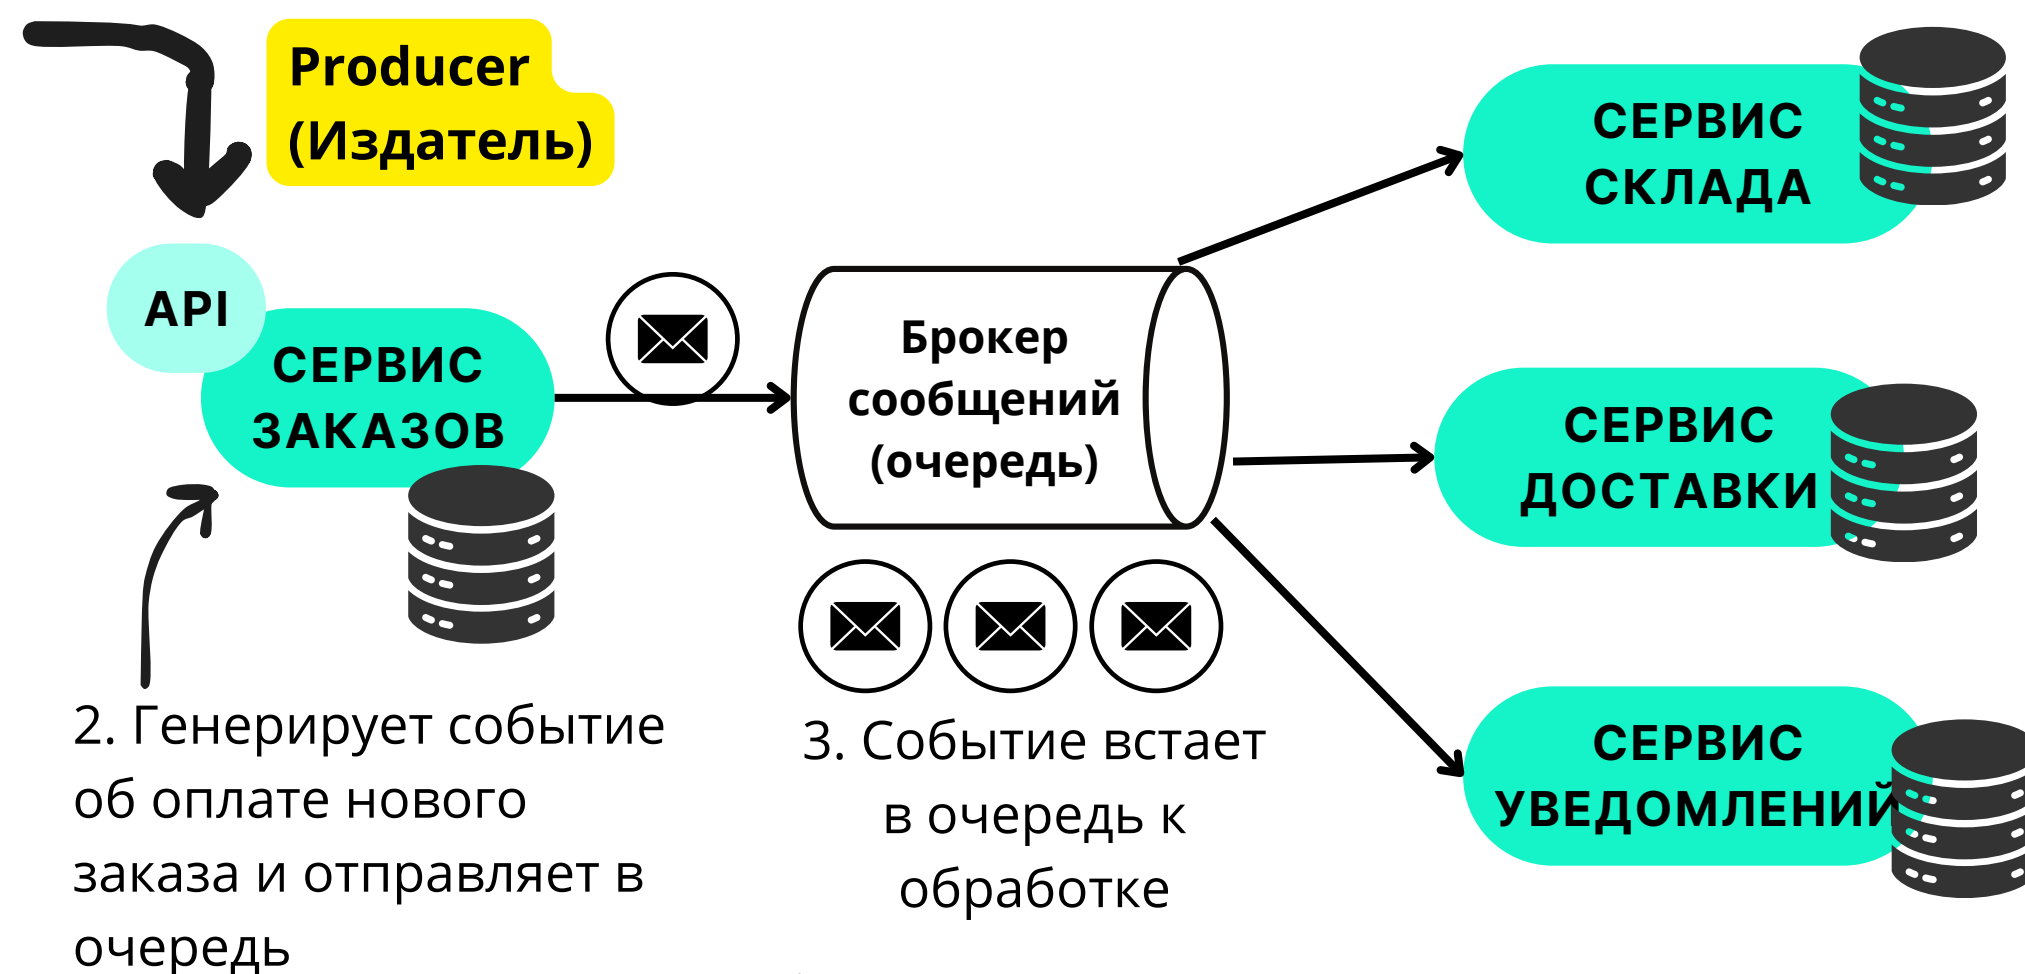 Producer
(Издатель)
API
СЕРВИС
ЗАКАЗОВ
2. Генерирует событие
об оплате нового
заказа и отправляет в
очередь
Брокер
сообщений
(очередь)
3. Событие встает
в очередь к
обработке
СЕРВИС
СКЛАДА
СЕРВИС
ДОСТАВКИ
СЕРВИС
УВЕДОМЛЕНИЙ